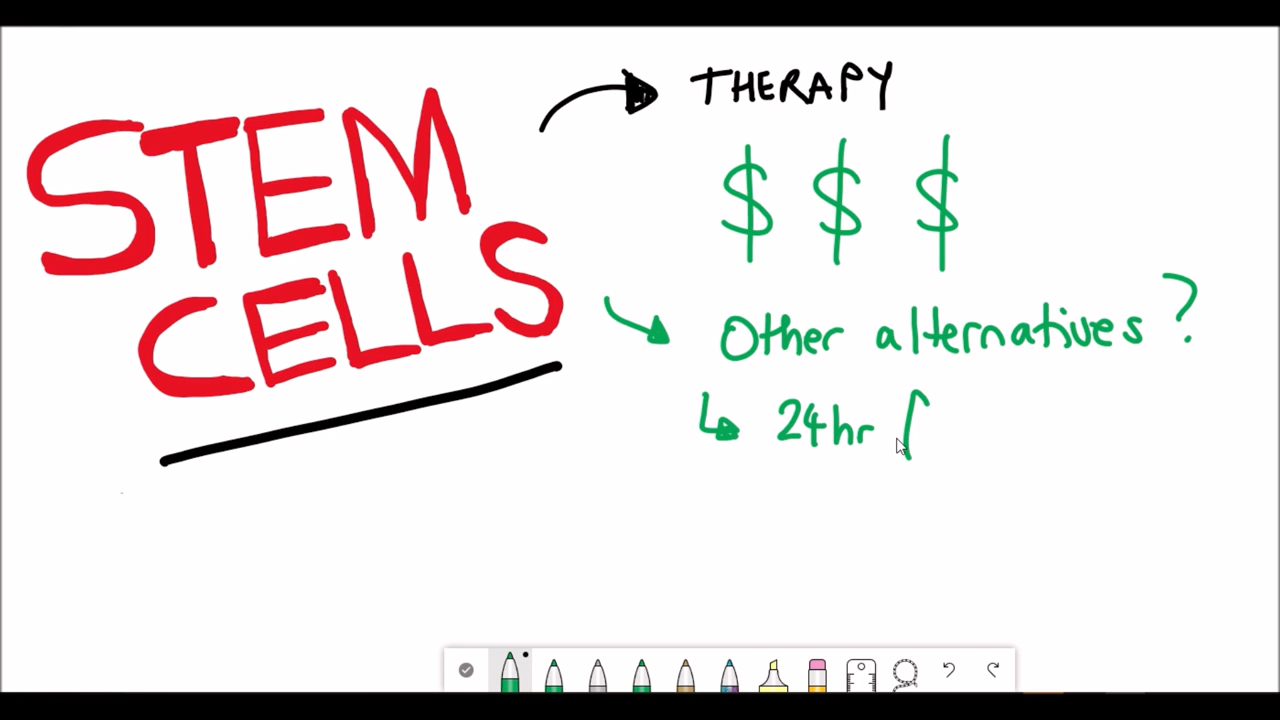 STEM
CELLS
THERAPY
$ $ $
Other alternatives?
24hr